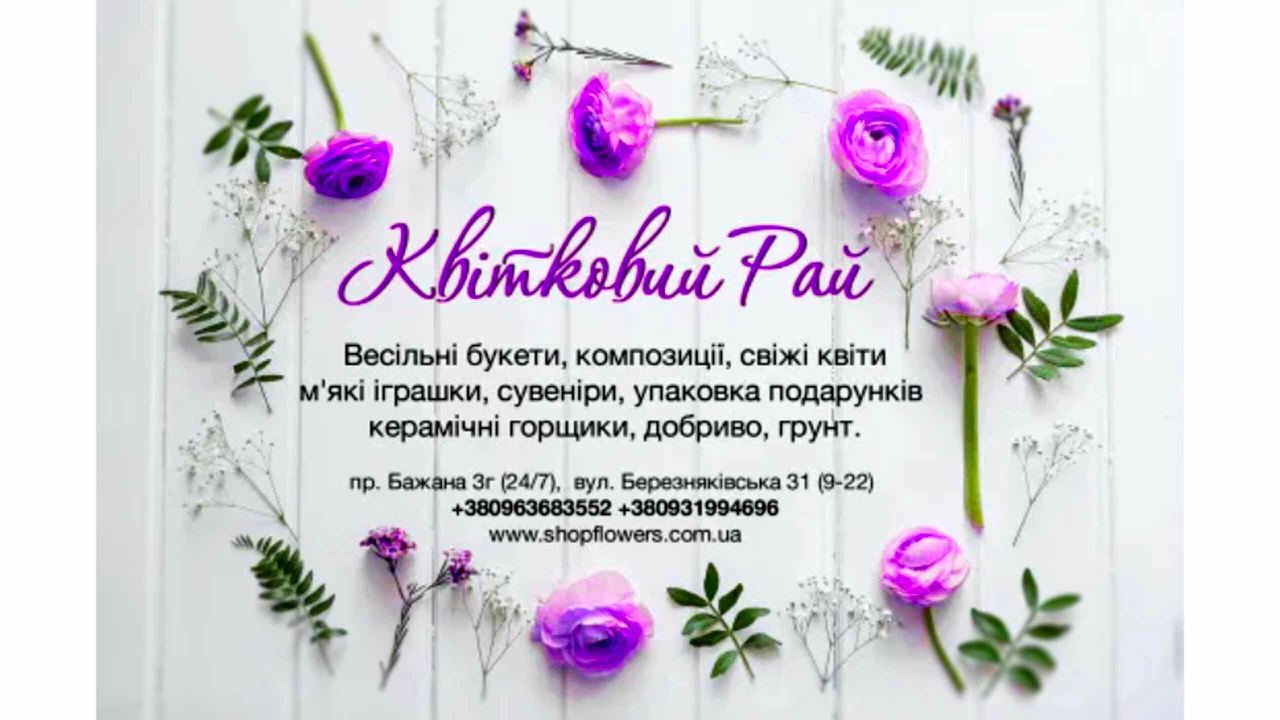 Квітковий Рай
Весільні букети, композиції, свіжі квіти
м'які іграшки, сувеніри, упаковка подарунків
керамічні горщики, добриво, грунт.
пр. Бажана 3г (24/7), вул. Березняківська 31 (9-22)
+380963683552 +380931994696
www.shopflowers.com.ua